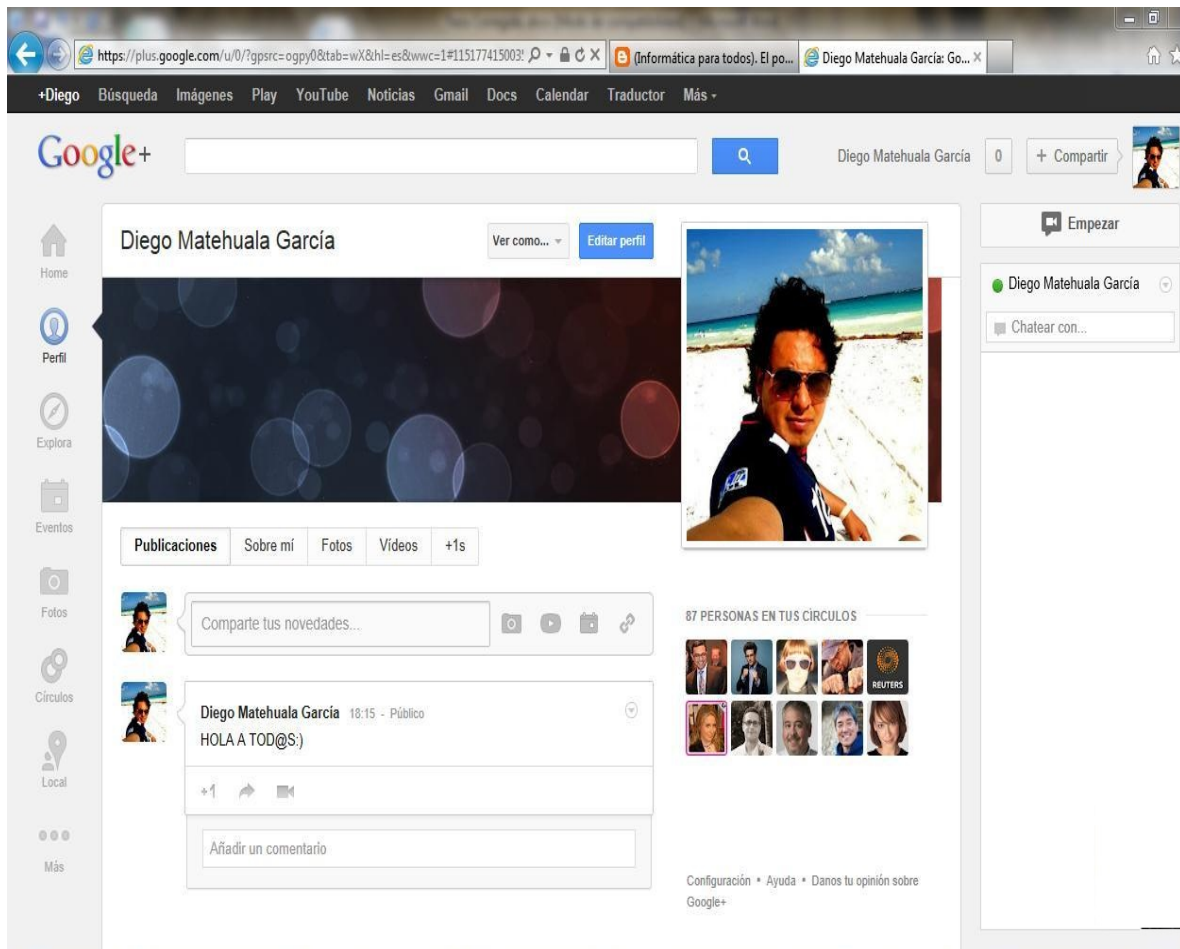 https://plus.google.com/u/0/?gpsrc=ogpy0&tab=wX&hl=es&wwc=1#115177415003!
(Informática para todos). El po...
Diego Matehuala García: Go...
+Diego Búsqueda Imágenes Play YouTube Noticias Gmail Docs Calendar Traductor Más
Google+
Diego Matehuala García 0 + Compartir
Home
Perfil
Explora
Eventos
Fotos
Círculos
Local
Más
Diego Matehuala García
Ver como...
Editar perfil
Publicaciones Sobre mí Fotos Vídeos +1s
Comparte tus novedades...
Diego Matehuala García 18:15 - Público
HOLA A TOD@S:)
+1
Añadir un comentario
87 PERSONAS EN TUS CÍRCULOS
REUTERS
Configuración • Ayuda • Danos tu opinión sobre
Google+
Empezar
Diego Matehuala García
Chatear con...